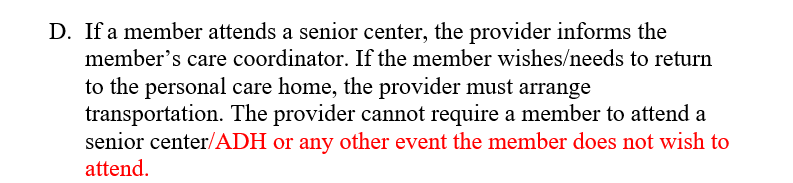 D. If a member attends a senior center, the provider informs the
member’s care coordinator. If the member wishes/needs to return
to the personal care home, the provider must arrange
transportation. The provider cannot require a member to attend a
senior center/ADH or any other event the member does not wish to
attend.